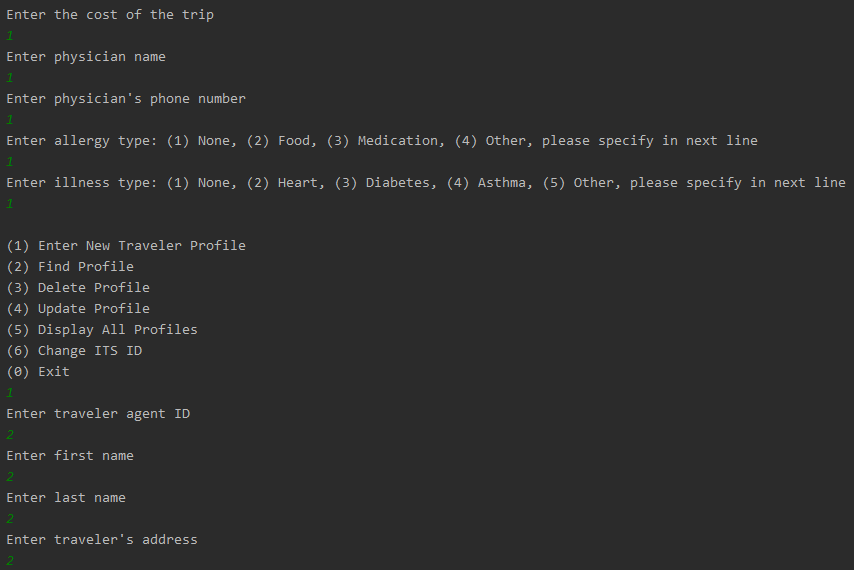 Enter the cost of the trip
1
Enter physician name
1
Enter physician's phone number
1
Enter allergy type: (1) None, (2) Food, (3) Medication, (4) Other, please specify in next line
1
Enter illness type: (1) None, (2) Heart, (3) Diabetes, (4) Asthma, (5) Other, please specify in next line
1
(1) Enter New Traveler Profile
(2) Find Profile
(3) Delete Profile
(4) Update Profile
(5) Display All Profiles
(6) Change ITS ID
(0) Exit
1
Enter traveler agent ID
2
Enter first name
2
Enter last name
2
Enter traveler's address
2